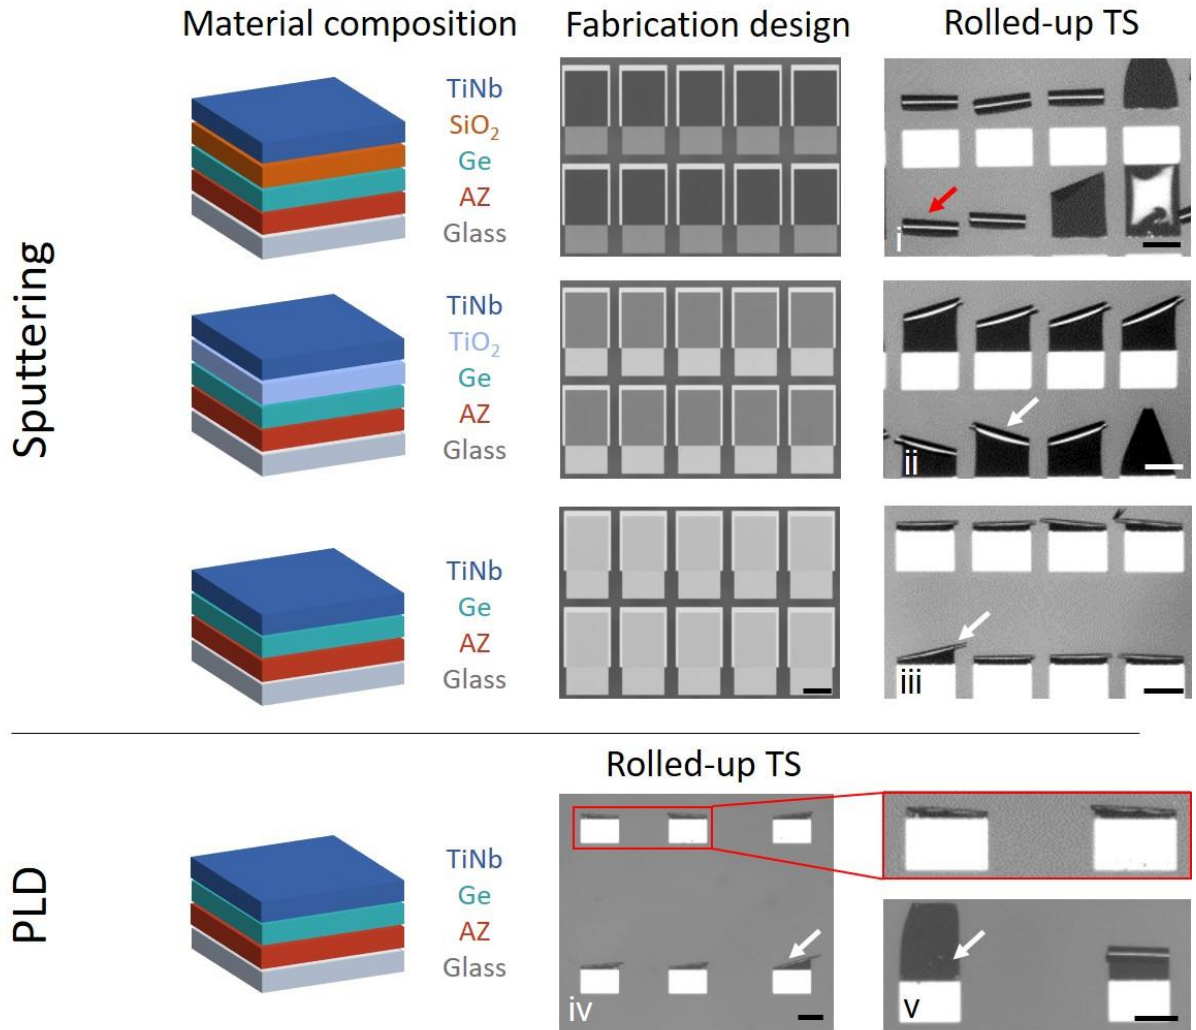 Material composition
Fabrication design
Rolled-up TS
Sputtering
TiNb
SiO₂
Ge
AZ
Glass
i
TiNb
TiO₂
Ge
AZ
Glass
ii
TiNb
Ge
AZ
Glass
iii
Rolled-up TS
PLD
TiNb
Ge
AZ
Glass
iv
v